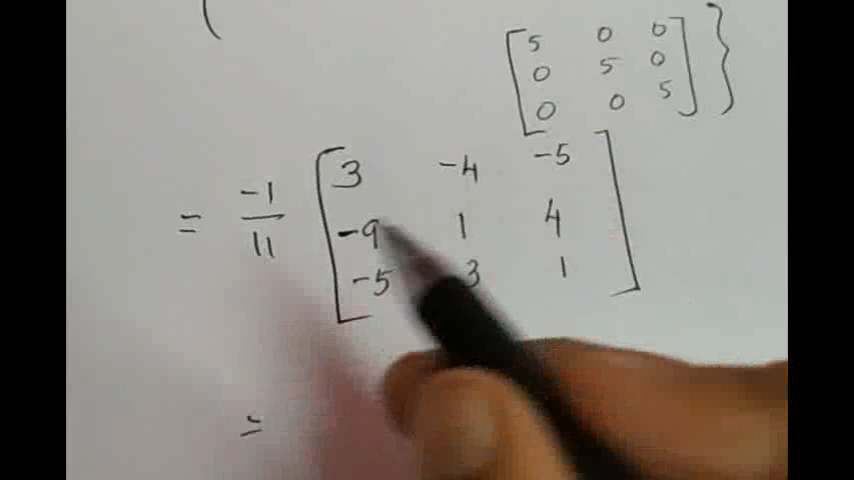 (
[ 5 0 0
0 5 0
0 0 5 ] }
= -1/11 [ 3 -4 -5
-9 1 4
-5 3 1 ]
=